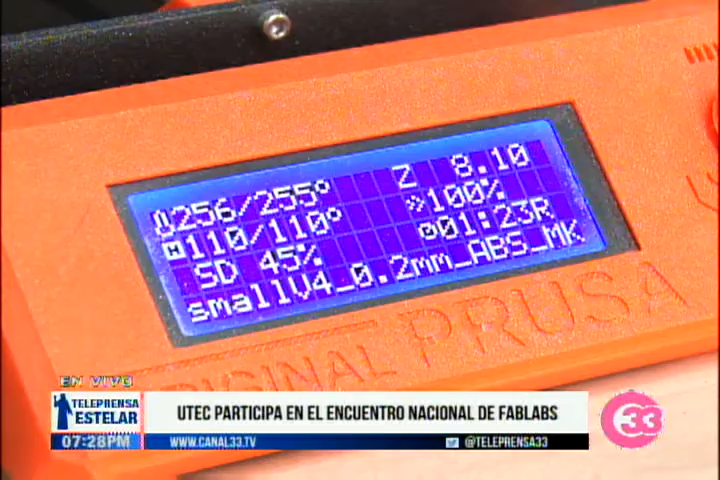 256/255° Z 8.10
110/110° 100%
SD 45% 01:23R
smallV4_0.2mm_ABS_MK
ORIGINAL PRUSA
EN VIVO
TELEPRENSA
ESTELAR
UTEC PARTICIPA EN EL ENCUENTRO NACIONAL DE FABLABS
33
07:28PM
WWW.CANAL33.TV
@TELEPRENSA33